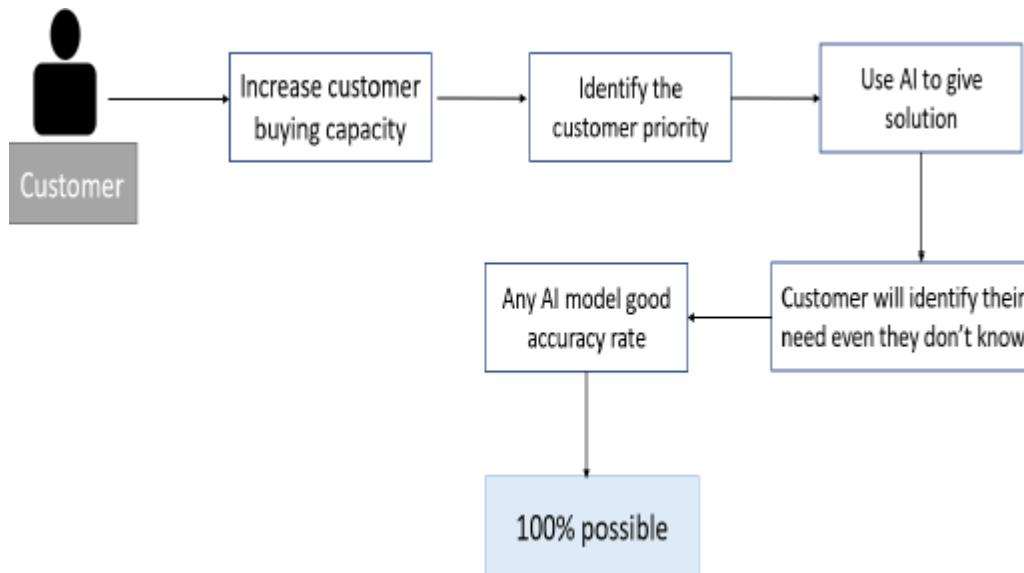 Customer
Increase customer
buying capacity
Identify the
customer priority
Use AI to give
solution
Customer will identify their
need even they don't know
Any AI model good
accuracy rate
100% possible